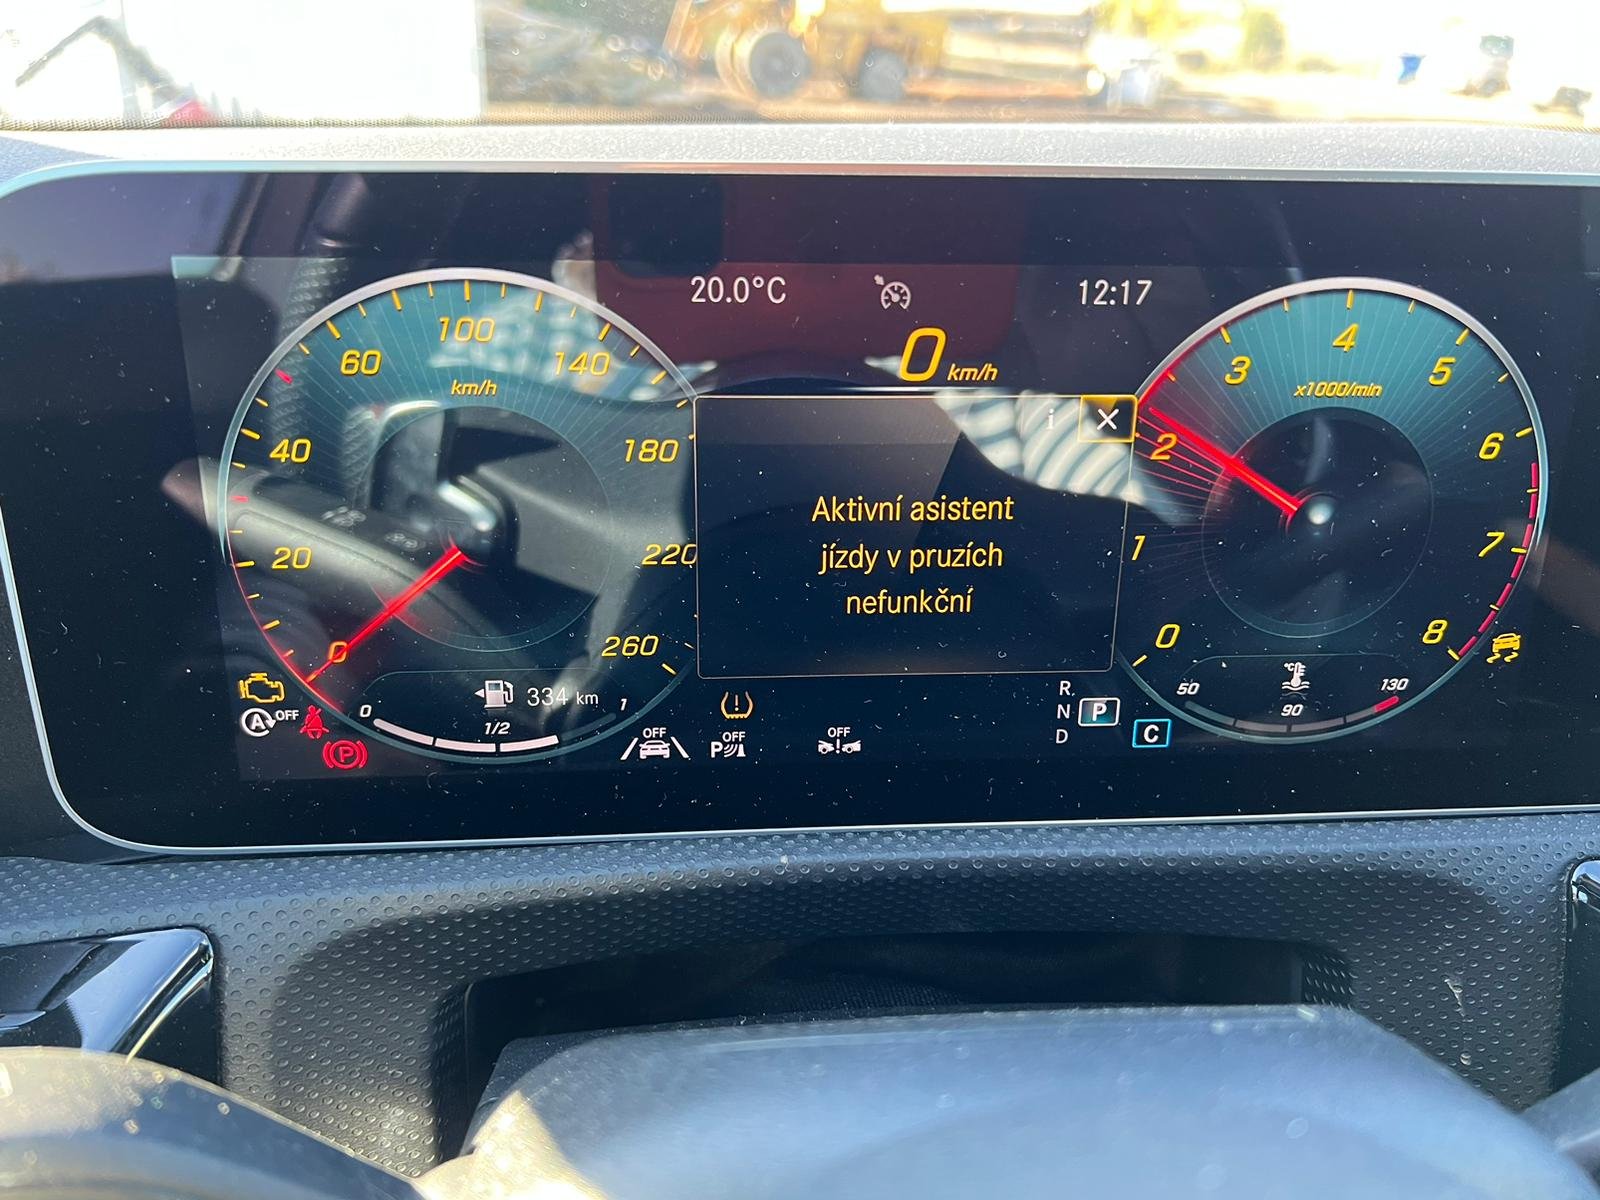 20.0°C
12:17
0 km/h
100
60
140
km/h
40
180
20
220
0
260
i
Aktivní asistent
jízdy v pruzích
nefunkční
4
3
5
x1000/min
2
6
1
7
0
8
OFF
0
334 km
1
1/2
OFF
P
OFF
OFF
R
N
P
D
C
°C
50
130
90
A
P